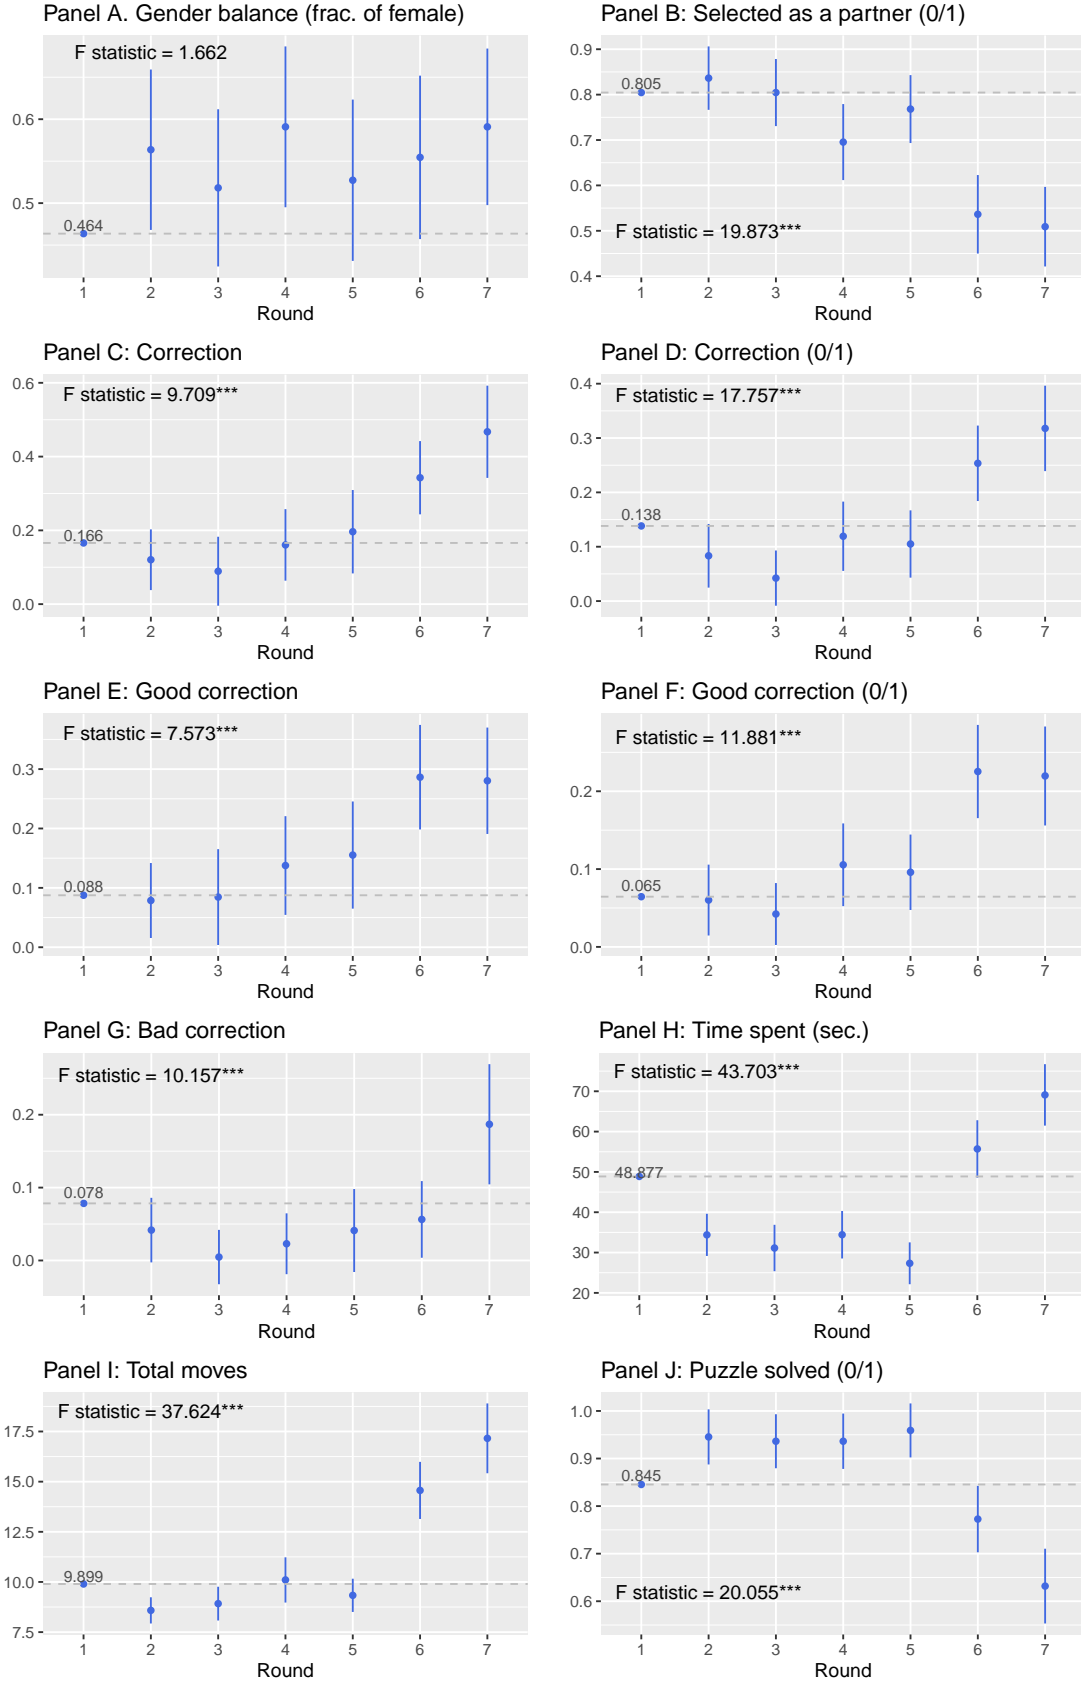 Panel A. Gender balance (frac. of female)
F statistic = 1.662
0.6
0.5
0.464
1 2 3 4 5 6 7
Round
Panel B: Selected as a partner (0/1)
0.9
0.805
0.8
0.7
0.6
0.5
F statistic = 19.873***
0.4
1 2 3 4 5 6 7
Round
Panel C: Correction
0.6
F statistic = 9.709***
0.4
0.2
0.166
0.0
1 2 3 4 5 6 7
Round
Panel D: Correction (0/1)
0.4
F statistic = 17.757***
0.3
0.2
0.138
0.1
0.0
1 2 3 4 5 6 7
Round
Panel E: Good correction
F statistic = 7.573***
0.3
0.2
0.1
0.088
0.0
1 2 3 4 5 6 7
Round
Panel F: Good correction (0/1)
F statistic = 11.881***
0.2
0.1
0.065
0.0
1 2 3 4 5 6 7
Round
Panel G: Bad correction
F statistic = 10.157***
0.2
0.1
0.078
0.0
1 2 3 4 5 6 7
Round
Panel H: Time spent (sec.)
F statistic = 43.703***
70
60
50
48.877
40
30
20
1 2 3 4 5 6 7
Round
Panel I: Total moves
F statistic = 37.624***
17.5
15.0
12.5
10.0
9.899
7.5
1 2 3 4 5 6 7
Round
Panel J: Puzzle solved (0/1)
1.0
0.9
0.845
0.8
0.7
F statistic = 20.055***
0.6
1 2 3 4 5 6 7
Round